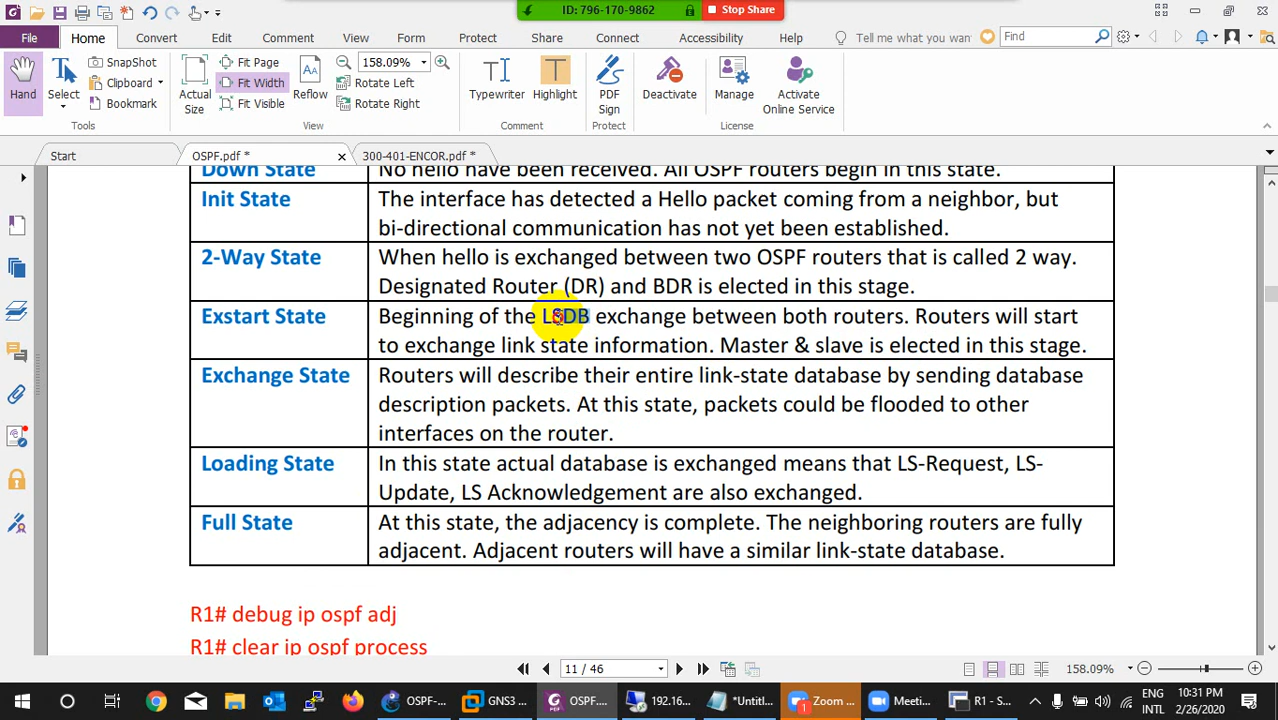 ID: 796-170-9862 Stop Share
File Home Convert Edit Comment View Form Protect Share Connect Accessibility Help Tell me what you want Find
Hand
Select
SnapShot
Clipboard
Bookmark
Tools
Actual Size
Fit Page
Fit Width
Fit Visible
Reflow
158.09%
Rotate Left
Rotate Right
View
Typewriter
Highlight
Comment
PDF Sign
Protect
Deactivate
Manage
License
Activate Online Service
Start OSPF.pdf * 300-401-ENCOR.pdf *
Down State No hello have been received. All OSPF routers begin in this state.
Init State The interface has detected a Hello packet coming from a neighbor, but
bi-directional communication has not yet been established.
2-Way State When hello is exchanged between two OSPF routers that is called 2 way.
Designated Router (DR) and BDR is elected in this stage.
Exstart State Beginning of the LSDB exchange between both routers. Routers will start
to exchange link state information. Master & slave is elected in this stage.
Exchange State Routers will describe their entire link-state database by sending database
description packets. At this state, packets could be flooded to other
interfaces on the router.
Loading State In this state actual database is exchanged means that LS-Request, LS-
Update, LS Acknowledgement are also exchanged.
Full State At this state, the adjacency is complete. The neighboring routers are fully
adjacent. Adjacent routers will have a similar link-state database.
R1# debug ip ospf adj
R1# clear ip ospf process
11 / 46 158.09%
OSPF-... GNS3 ... OSPF.... 192.16... *Untitl... Zoom ... Meeti... R1 - S... ENG INTL 10:31 PM 2/26/2020